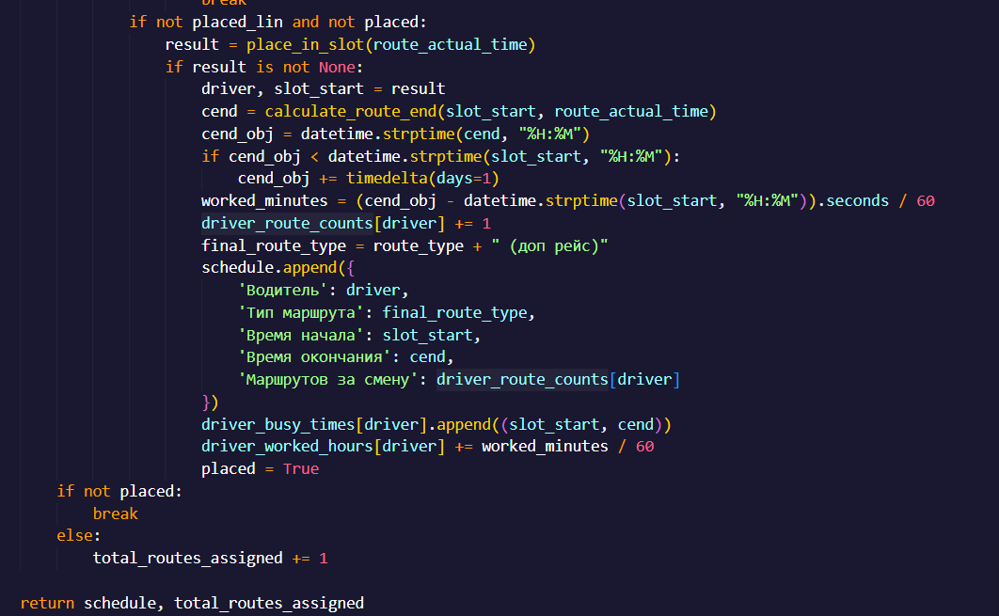 break
if not placed_lin and not placed:
result = place_in_slot(route_actual_time)
if result is not None:
driver, slot_start = result
cend = calculate_route_end(slot_start, route_actual_time)
cend_obj = datetime.strptime(cend, "%H:%M")
if cend_obj < datetime.strptime(slot_start, "%H:%M"):
cend_obj += timedelta(days=1)
worked_minutes = (cend_obj - datetime.strptime(slot_start, "%H:%M")).seconds / 60
driver_route_counts[driver] += 1
final_route_type = route_type + " (доп рейс)"
schedule.append({
'Водитель': driver,
'Тип маршрута': final_route_type,
'Время начала': slot_start,
'Время окончания': cend,
'Маршрутов за смену': driver_route_counts[driver]
})
driver_busy_times[driver].append((slot_start, cend))
driver_worked_hours[driver] += worked_minutes / 60
placed = True
if not placed:
break
else:
total_routes_assigned += 1
return schedule, total_routes_assigned